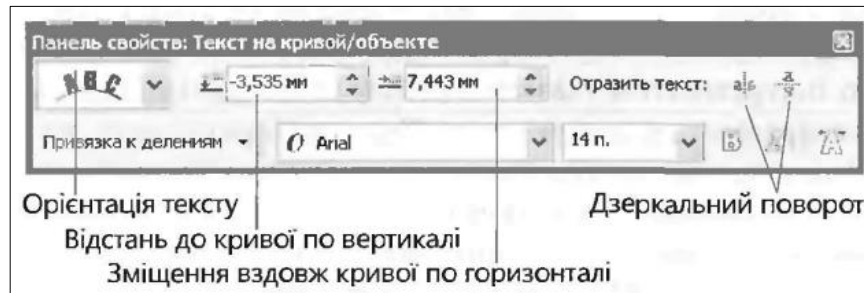 Панель свойств: Текст на кривой/объекте
-3,535 мм 7,443 мм Отразить текст:
Привязка к делениям Arial 14 п.
Орієнтація тексту Дзеркальний поворот
Відстань до кривої по вертикалі
Зміщення вздовж кривої по горизонталі